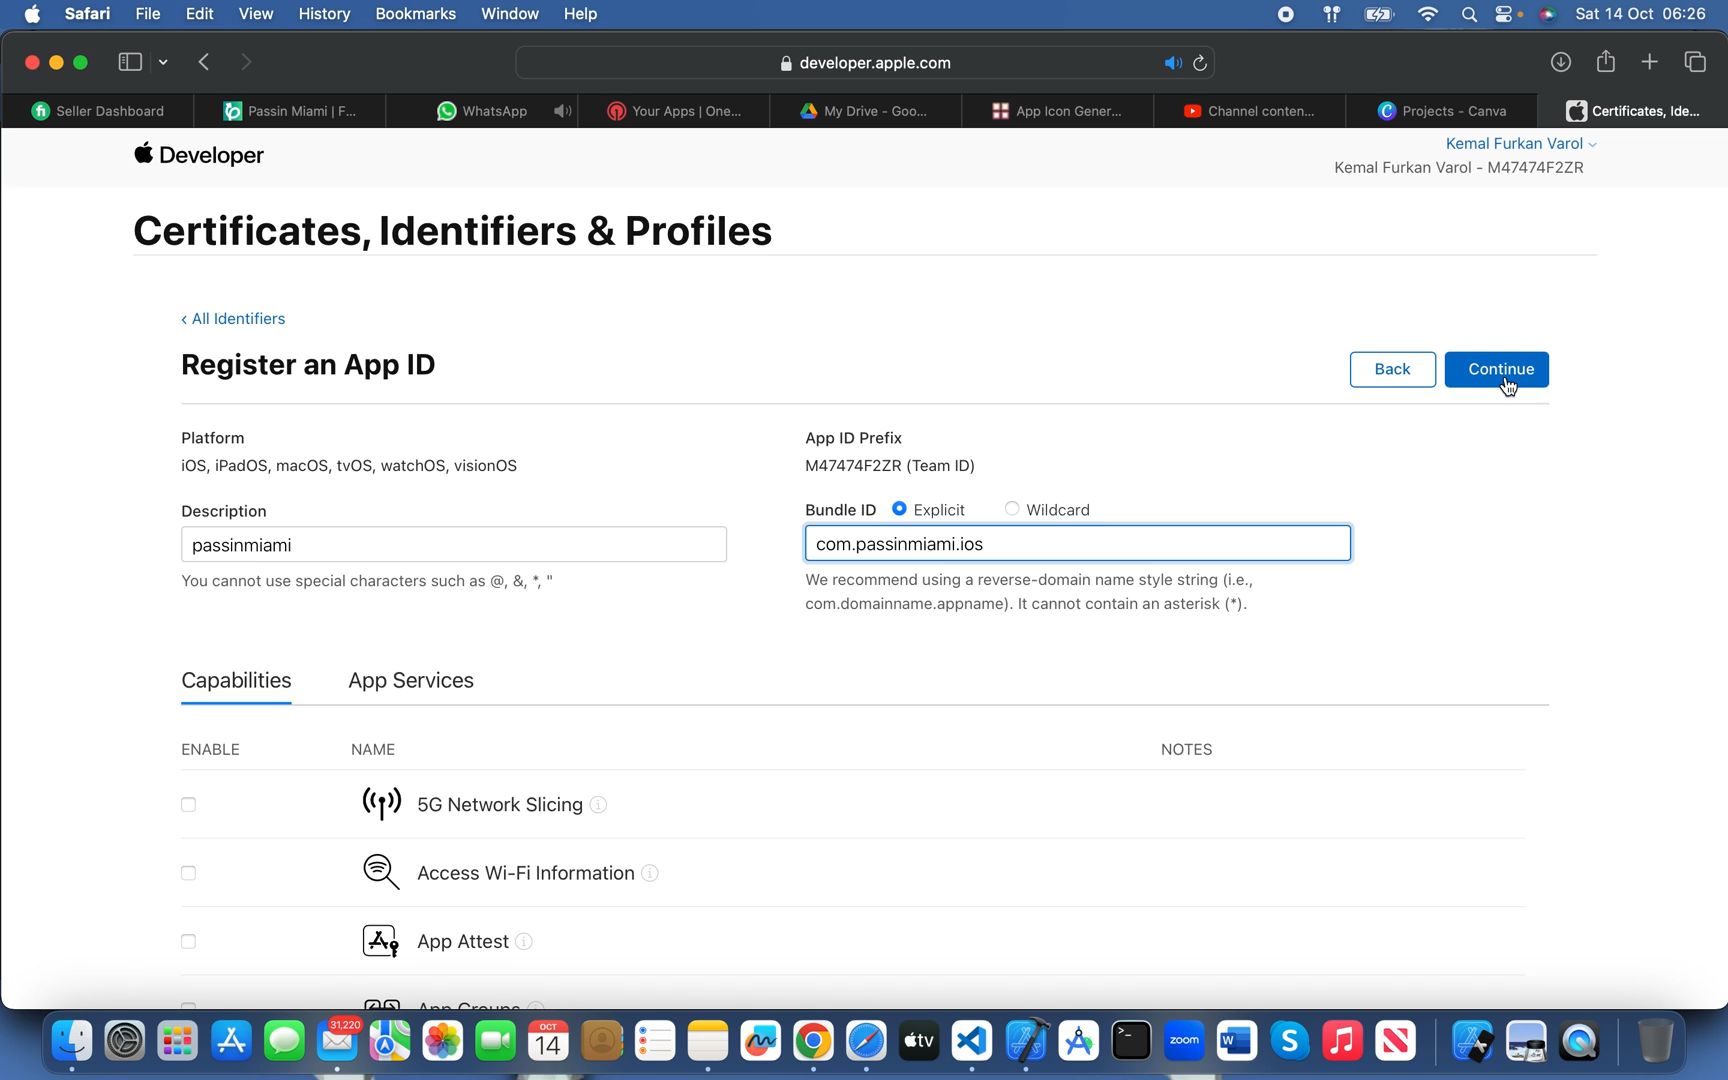 Safari File Edit View History Bookmarks Window Help Sat 14 Oct 06:26
developer.apple.com
Seller Dashboard Passin Miami | F... WhatsApp Your Apps | One... My Drive - Goo... App Icon Gener... Channel conten... Projects - Canva Certificates, Ide...
Developer
Kemal Furkan Varol
Kemal Furkan Varol - M47474F2ZR
Certificates, Identifiers & Profiles
‹ All Identifiers
Register an App ID
Back Continue
Platform
iOS, iPadOS, macOS, tvOS, watchOS, visionOS
App ID Prefix
M47474F2ZR (Team ID)
Description
passinmiami
You cannot use special characters such as @, &, *, "
Bundle ID Explicit Wildcard
com.passinmiami.ios
We recommend using a reverse-domain name style string (i.e.,
com.domainname.appname). It cannot contain an asterisk (*).
Capabilities App Services
ENABLE NAME NOTES
5G Network Slicing
Access Wi-Fi Information
App Attest
App Groups
31,220
OCT
14
tv
zoom
W
S